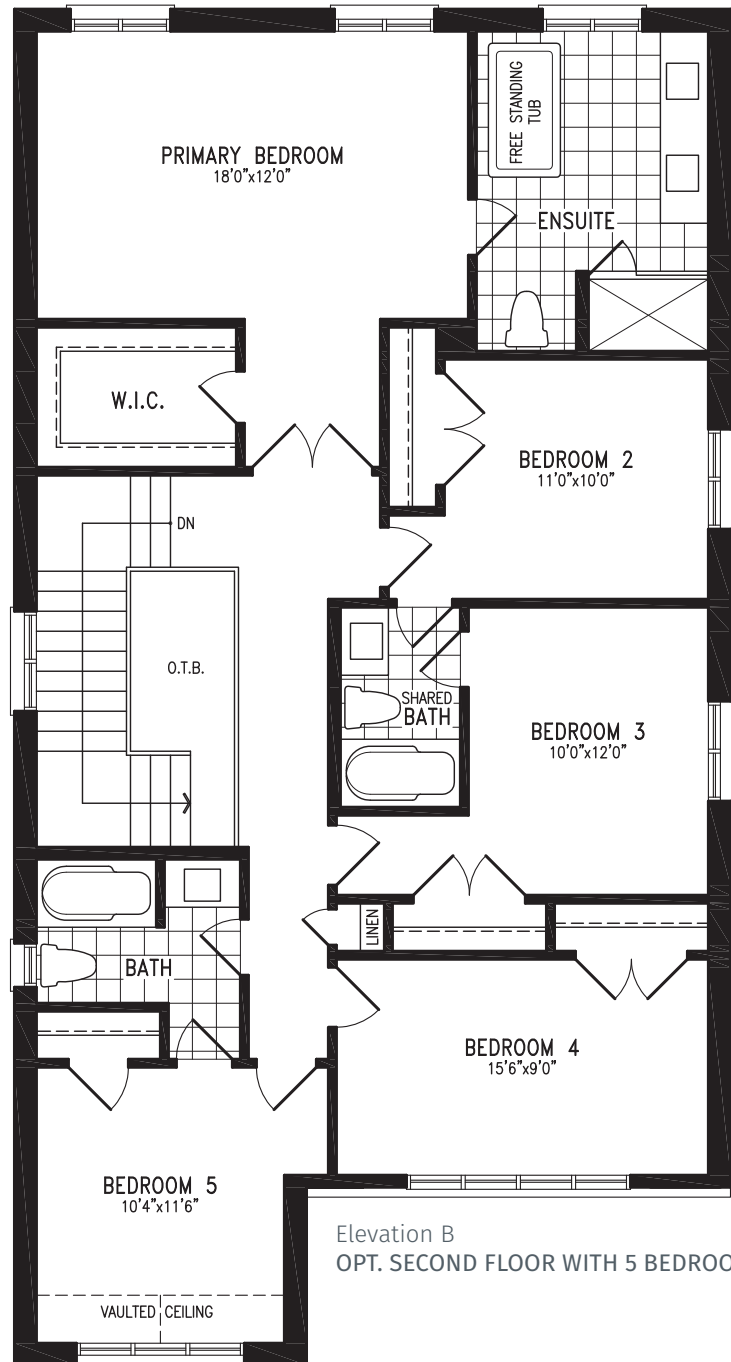 FREE STANDING
TUB
PRIMARY BEDROOM
18'0"x12'0"
ENSUITE
W.I.C.
BEDROOM 2
11'0"x10'0"
DN
O.T.B.
SHARED
BATH
BEDROOM 3
10'0"x12'0"
LINEN
BATH
BEDROOM 4
15'6"x9'0"
BEDROOM 5
10'4"x11'6"
Elevation B
OPT. SECOND FLOOR WITH 5 BEDROO
VAULTED CEILING